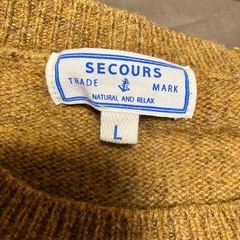 SECOURS
TRADE MARK
NATURAL AND RELAX
L